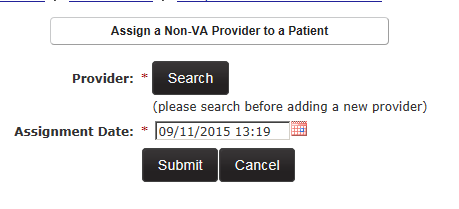 Assign a Non-VA Provider to a Patient
Provider: * Search
(please search before adding a new provider)
Assignment Date: * 09/11/2015 13:19
Submit Cancel